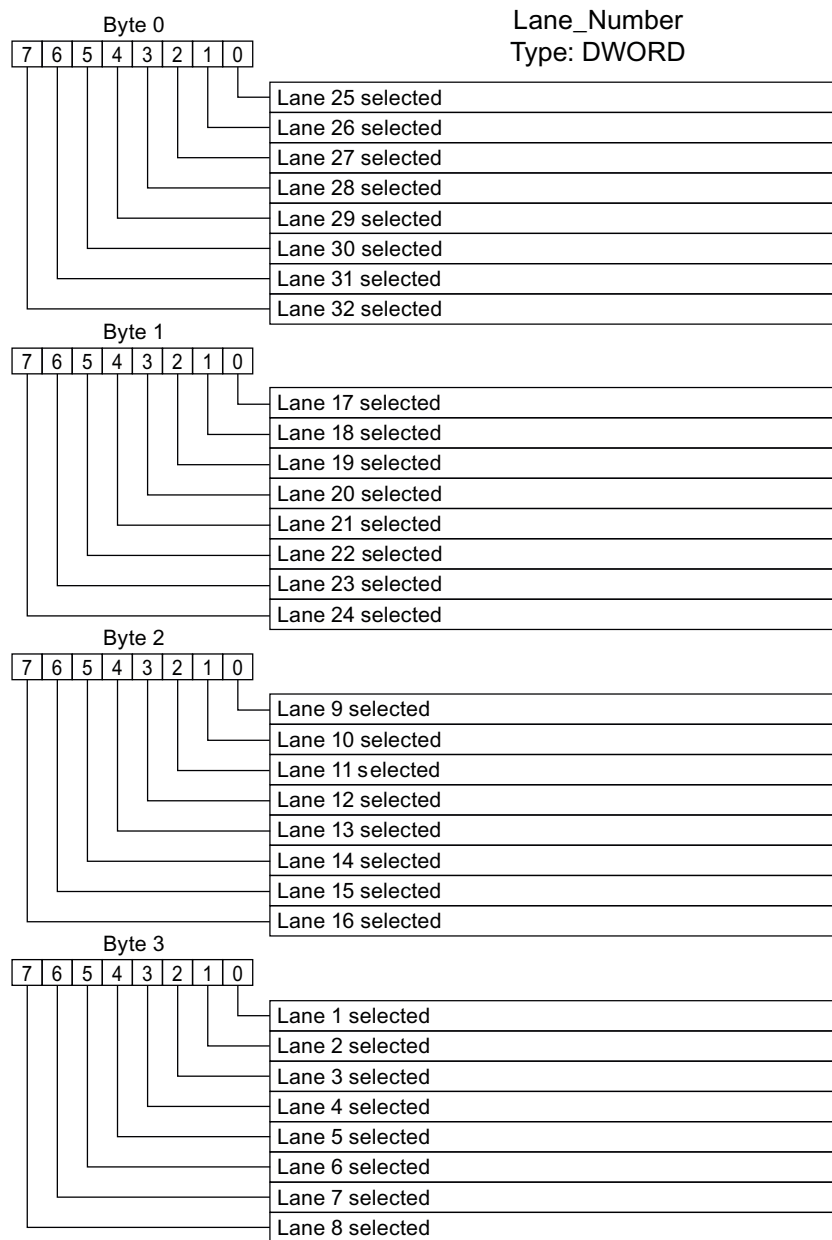 Lane_Number
Type: DWORD
Byte 0
7 6 5 4 3 2 1 0
Lane 25 selected
Lane 26 selected
Lane 27 selected
Lane 28 selected
Lane 29 selected
Lane 30 selected
Lane 31 selected
Lane 32 selected
Byte 1
7 6 5 4 3 2 1 0
Lane 17 selected
Lane 18 selected
Lane 19 selected
Lane 20 selected
Lane 21 selected
Lane 22 selected
Lane 23 selected
Lane 24 selected
Byte 2
7 6 5 4 3 2 1 0
Lane 9 selected
Lane 10 selected
Lane 11 selected
Lane 12 selected
Lane 13 selected
Lane 14 selected
Lane 15 selected
Lane 16 selected
Byte 3
7 6 5 4 3 2 1 0
Lane 1 selected
Lane 2 selected
Lane 3 selected
Lane 4 selected
Lane 5 selected
Lane 6 selected
Lane 7 selected
Lane 8 selected